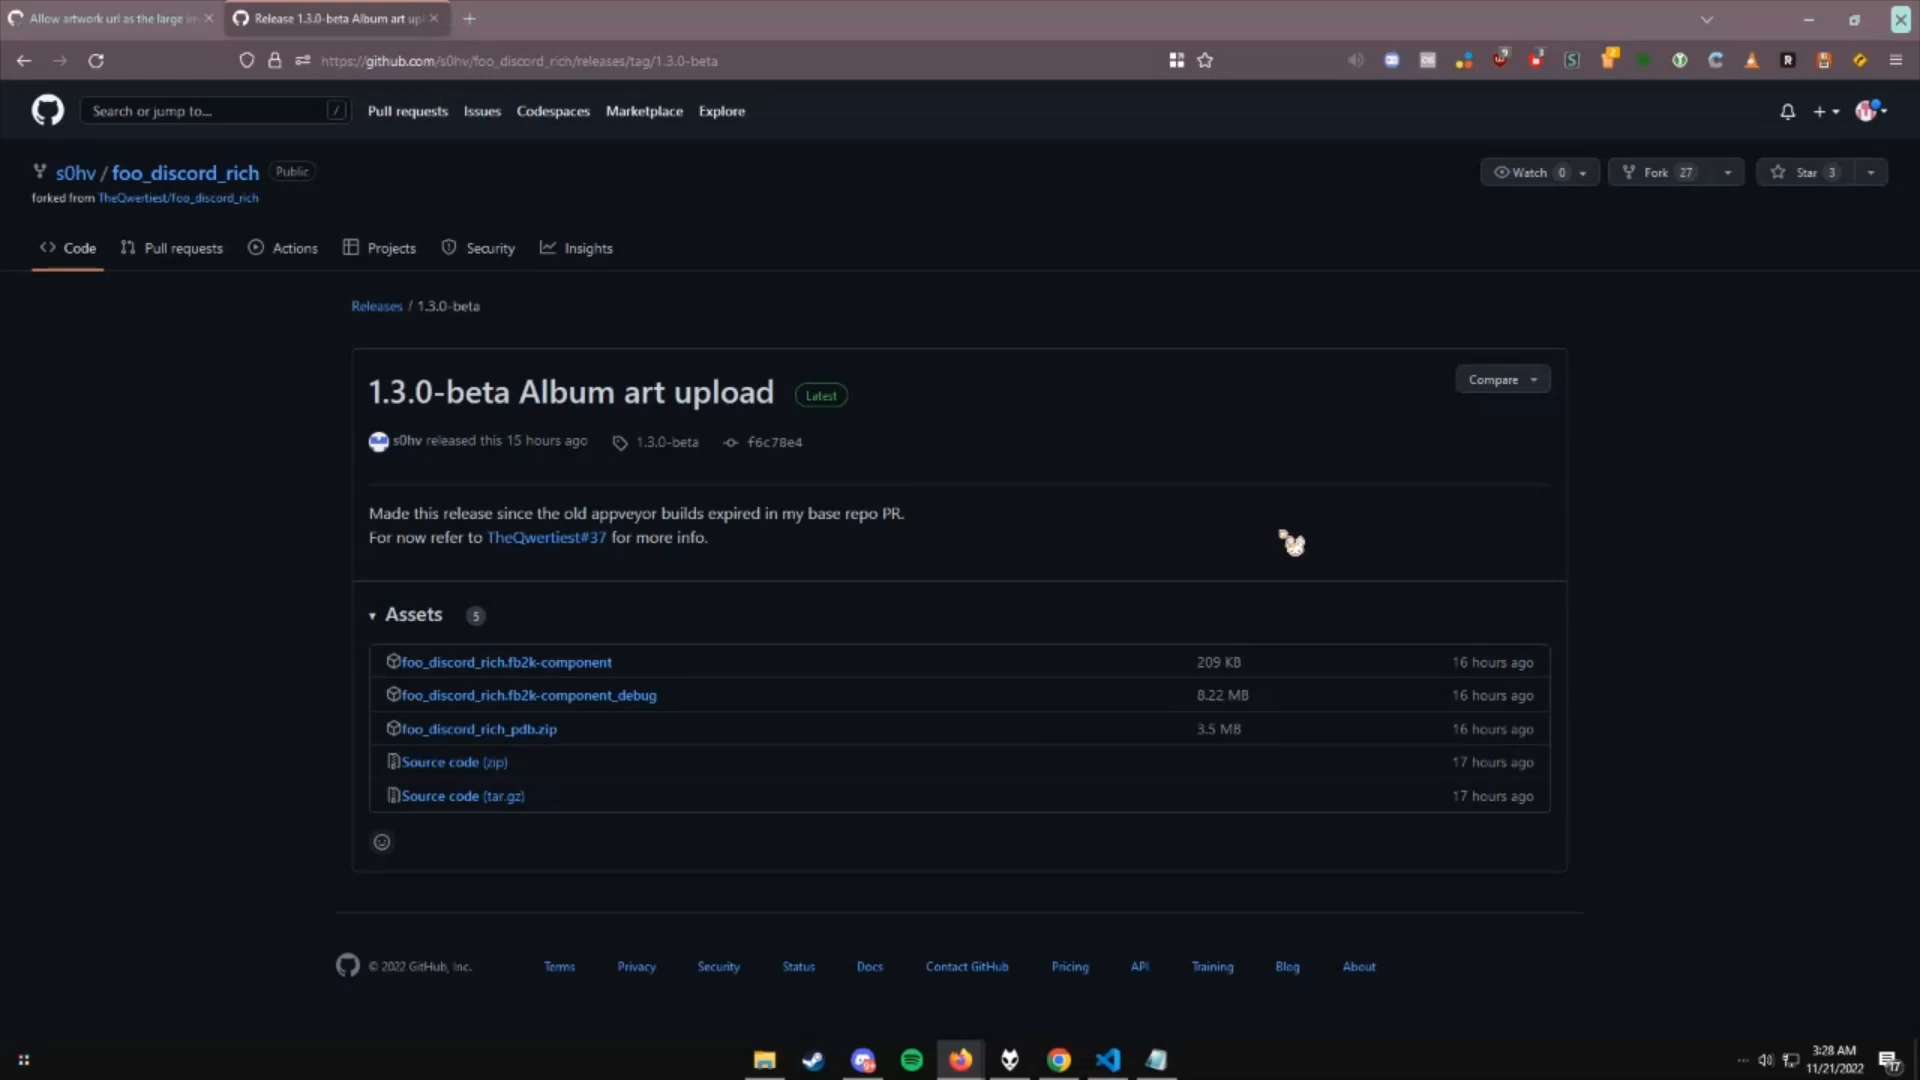 Allow artwork url as the large im
Release 1.3.0-beta Album art upl
https://github.com/s0hv/foo_discord_rich/releases/tag/1.3.0-beta
Search or jump to...
/
Pull requests
Issues
Codespaces
Marketplace
Explore
s0hv / foo_discord_rich
Public
forked from TheQwertiest/foo_discord_rich
Watch 0
Fork 27
Star 3
Code
Pull requests
Actions
Projects
Security
Insights
Releases / 1.3.0-beta
1.3.0-beta Album art upload
Latest
Compare
s0hv released this 15 hours ago
1.3.0-beta
f6c78e4
Made this release since the old appveyor builds expired in my base repo PR.
For now refer to TheQwertiest#37 for more info.
Assets 5
foo_discord_rich.fb2k-component 209 KB 16 hours ago
foo_discord_rich.fb2k-component_debug 8.22 MB 16 hours ago
foo_discord_rich_pdb.zip 3.5 MB 16 hours ago
Source code (zip) 17 hours ago
Source code (tar.gz) 17 hours ago
© 2022 GitHub, Inc.
Terms
Privacy
Security
Status
Docs
Contact GitHub
Pricing
API
Training
Blog
About
3:28 AM
11/21/2022
17